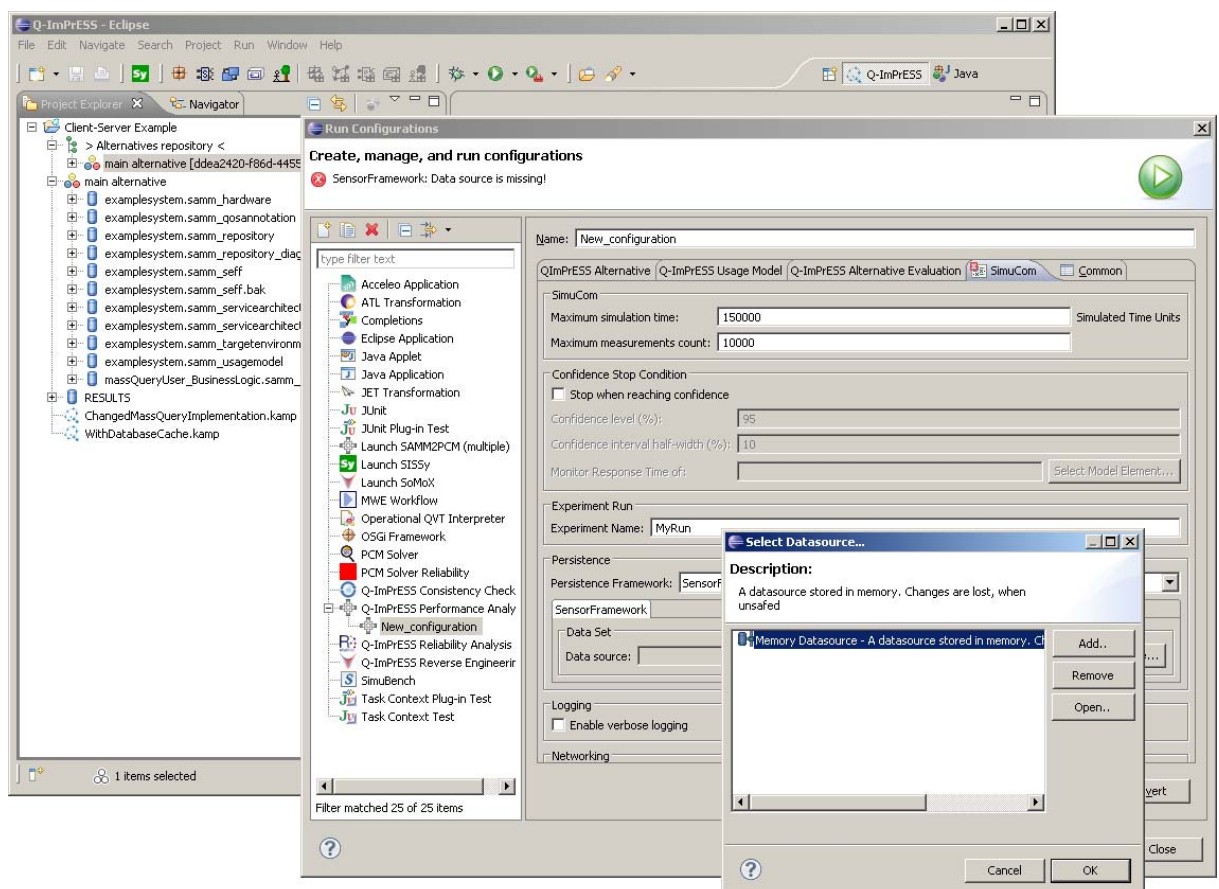 Q-ImPrESS - Eclipse
File Edit Navigate Search Project Run Window Help
Sy
Q-ImPrESS Java
Project Explorer Navigator
Client-Server Example
> Alternatives repository <
main alternative [ddea2420-f86d-4455
main alternative
examplesystem.samm_hardware
examplesystem.samm_qosannotation
examplesystem.samm_repository
examplesystem.samm_repository_diag
examplesystem.samm_seff
examplesystem.samm_seff.bak
examplesystem.samm_servicearchitect
examplesystem.samm_servicearchitect
examplesystem.samm_targetenvironm
examplesystem.samm_usagemodel
massQueryUser_BusinessLogic.samm_
RESULTS
ChangedMassQueryImplementation.kamp
WithDatabaseCache.kamp
1 items selected
Run Configurations
Create, manage, and run configurations
SensorFramework: Data source is missing!
type filter text
Acceleo Application
ATL Transformation
Completions
Eclipse Application
Java Applet
Java Application
JET Transformation
JUnit
JUnit Plug-in Test
Launch SAMM2PCM (multiple)
Launch SISSy
Launch SoMoX
MWE Workflow
Operational QVT Interpreter
OSGi Framework
PCM Solver
PCM Solver Reliability
Q-ImPrESS Consistency Check
Q-ImPrESS Performance Analy
New_configuration
Q-ImPrESS Reliability Analysis
Q-ImPrESS Reverse Engineerir
SimuBench
Task Context Plug-in Test
Task Context Test
Filter matched 25 of 25 items
Name: New_configuration
QImPrESS Alternative Q-ImPrESS Usage Model Q-ImPrESS Alternative Evaluation SimuCom Common
SimuCom
Maximum simulation time: 150000 Simulated Time Units
Maximum measurements count: 10000
Confidence Stop Condition
Stop when reaching confidence
Confidence level (%): 95
Confidence interval half-width (%): 10
Monitor Response Time of: Select Model Element...
Experiment Run
Experiment Name: MyRun
Persistence
Persistence Framework: SensorF
SensorFramework
Data Set
Data source:
Logging
Enable verbose logging
Networking
vert
Close
Select Datasource...
Description:
A datasource stored in memory. Changes are lost, when
unsafed
Memory Datasource - A datasource stored in memory. Ch
Add..
Remove
Open..
Cancel OK